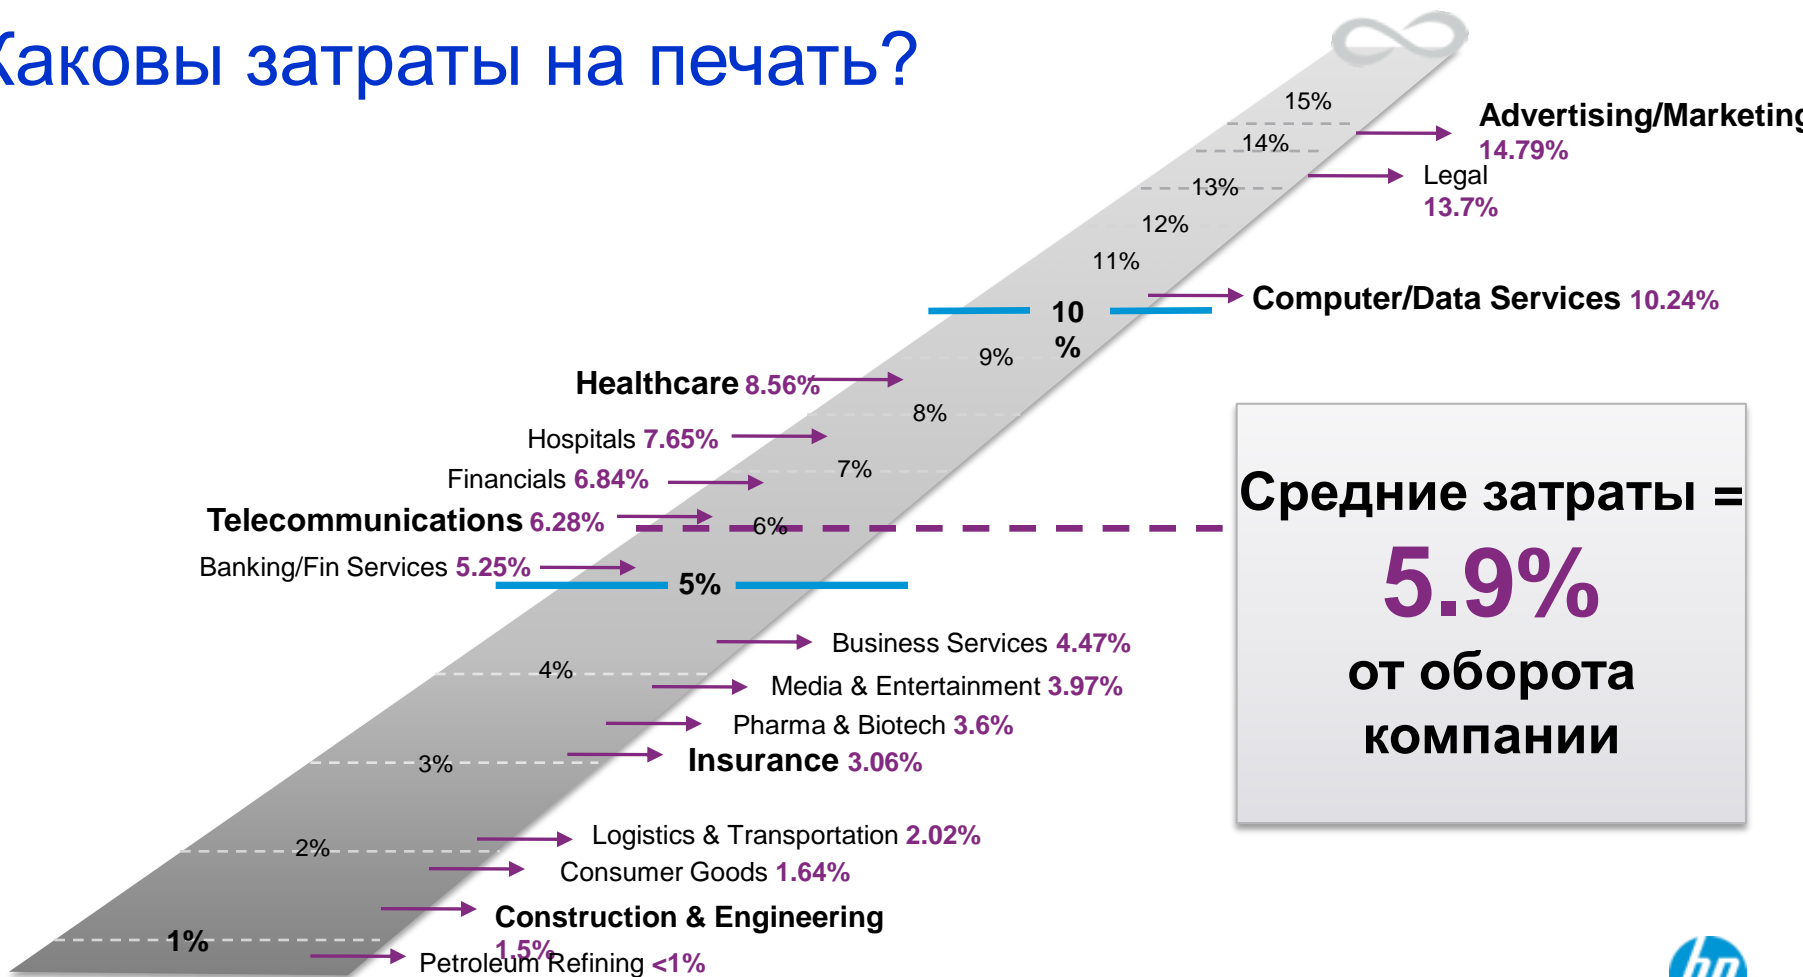 Каковы затраты на печать?
15%
Advertising/Marketing
14.79%
14%
Legal
13.7%
13%
12%
11%
Computer/Data Services 10.24%
10
%
9%
Healthcare 8.56%
8%
Hospitals 7.65%
7%
Financials 6.84%
Telecommunications 6.28%
6%
Banking/Fin Services 5.25%
5%
Средние затраты =
5.9%
от оборота
компании
Business Services 4.47%
4%
Media & Entertainment 3.97%
Pharma & Biotech 3.6%
Insurance 3.06%
3%
Logistics & Transportation 2.02%
2%
Consumer Goods 1.64%
Construction & Engineering
1.5%
1%
Petroleum Refining <1%
hp